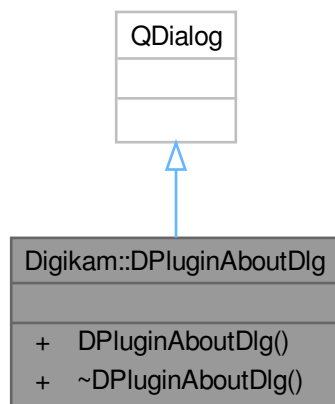 QDialog
Digikam::DPluginAboutDlg
+ DPluginAboutDlg()
+ ~DPluginAboutDlg()